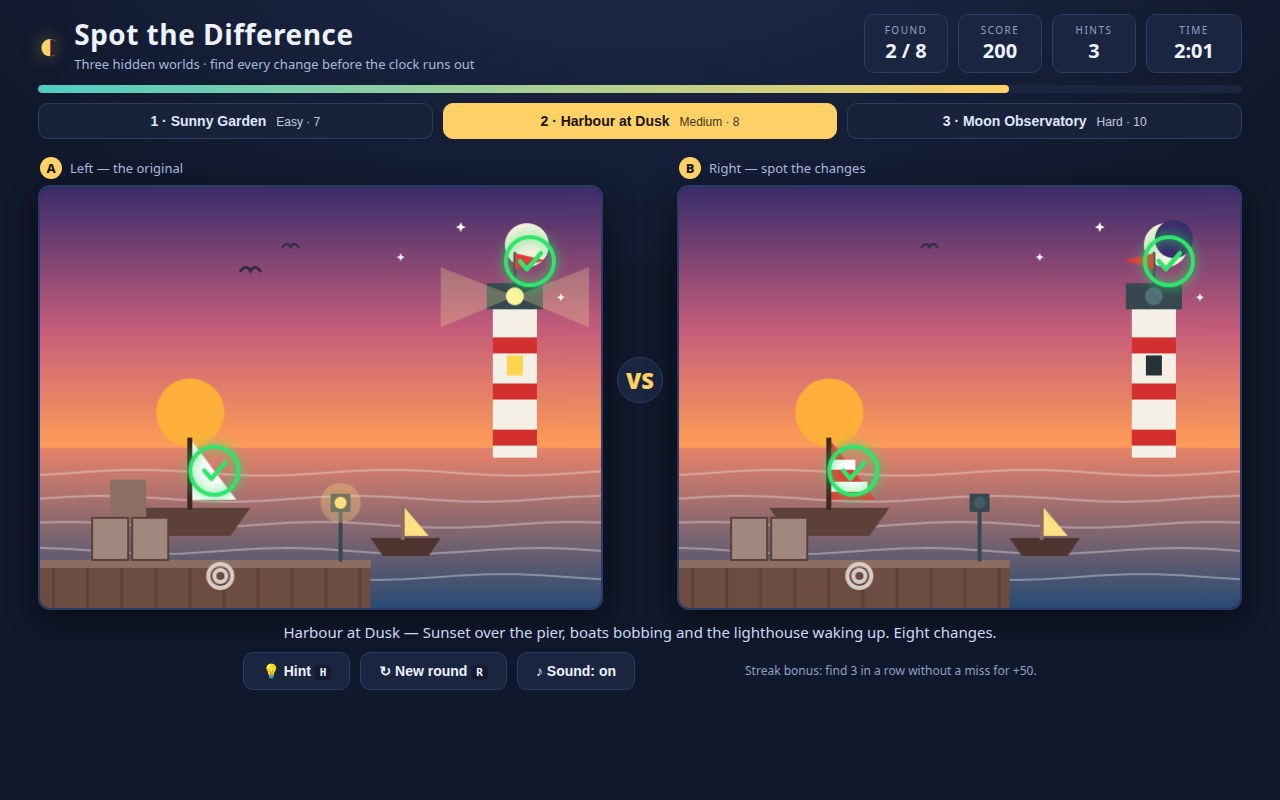 Spot the Difference
Three hidden worlds · find every change before the clock runs out
FOUND
2 / 8
SCORE
200
HINTS
3
TIME
2:01
1 · Sunny Garden Easy · 7
2 · Harbour at Dusk Medium · 8
3 · Moon Observatory Hard · 10
A Left — the original
B Right — spot the changes
VS
Harbour at Dusk — Sunset over the pier, boats bobbing and the lighthouse waking up. Eight changes.
💡 Hint H
↻ New round R
♪ Sound: on
Streak bonus: find 3 in a row without a miss for +50.